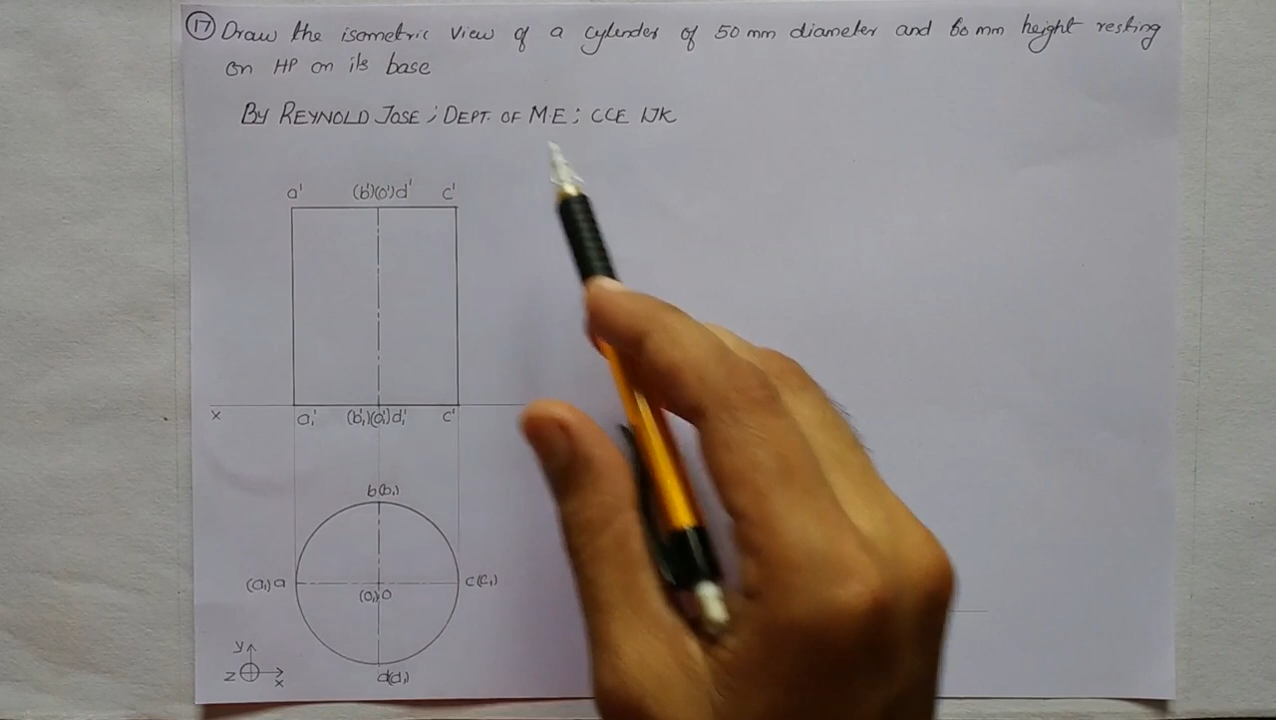 17 Draw the isometric view of a cylinder of 50 mm diameter and 60 mm height resting
on HP on its base
BY REYNOLD JOSE; DEPT. OF M.E; CCE IJK
a' (b')(o')d' c'
x a₁' (b₁')(o₁')d₁' c'
b(b₁)
(a₁)a c(c₁)
(o₁)o
y
z x
d(d₁)